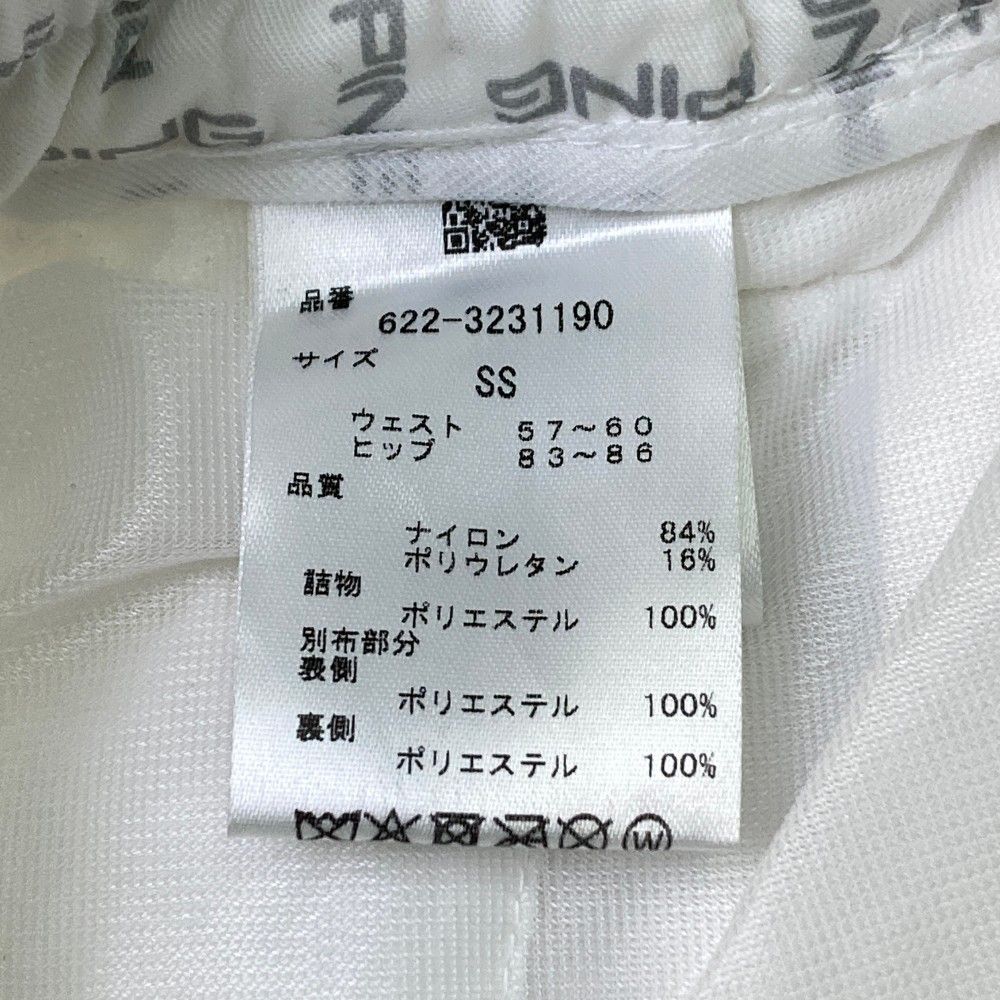 PING
品番
622-3231190
サイズ
SS
ウェスト 57～60
ヒップ 83～86
品質
ナイロン 84%
ポリウレタン 16%
詰物
ポリエステル 100%
別布部分
表側
ポリエステル 100%
裏側
ポリエステル 100%
W